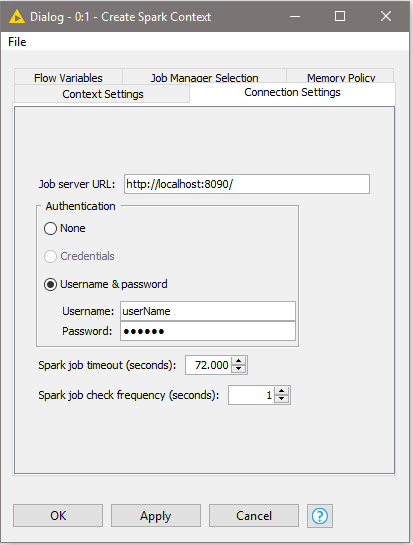 Dialog - 0:1 - Create Spark Context
File
Flow Variables Job Manager Selection Memory Policy
Context Settings Connection Settings
Job server URL: http://localhost:8090/
Authentication
None
Credentials
Username & password
Username: userName
Password: ●●●●●●
Spark job timeout (seconds): 72.000
Spark job check frequency (seconds): 1
OK Apply Cancel ?